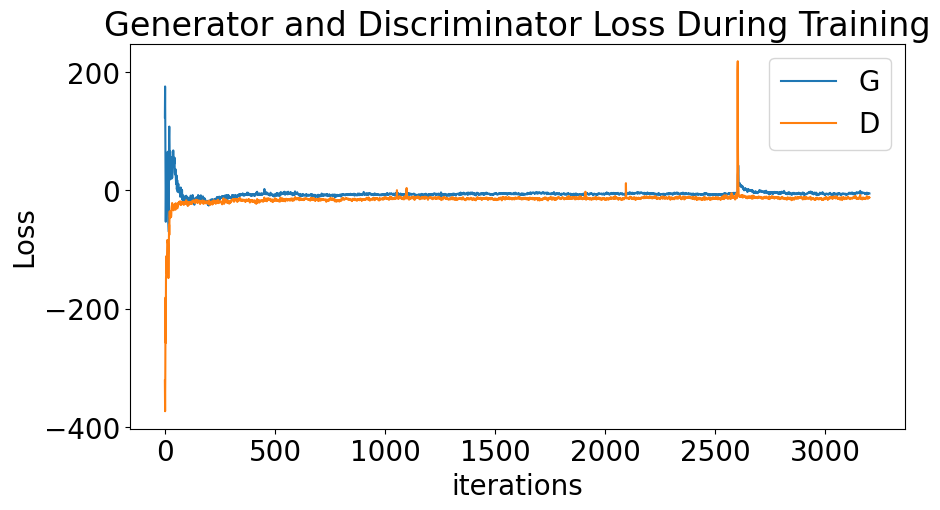 Generator and Discriminator Loss During Training
G
D
200
0
−200
−400
Loss
0 500 1000 1500 2000 2500 3000
iterations